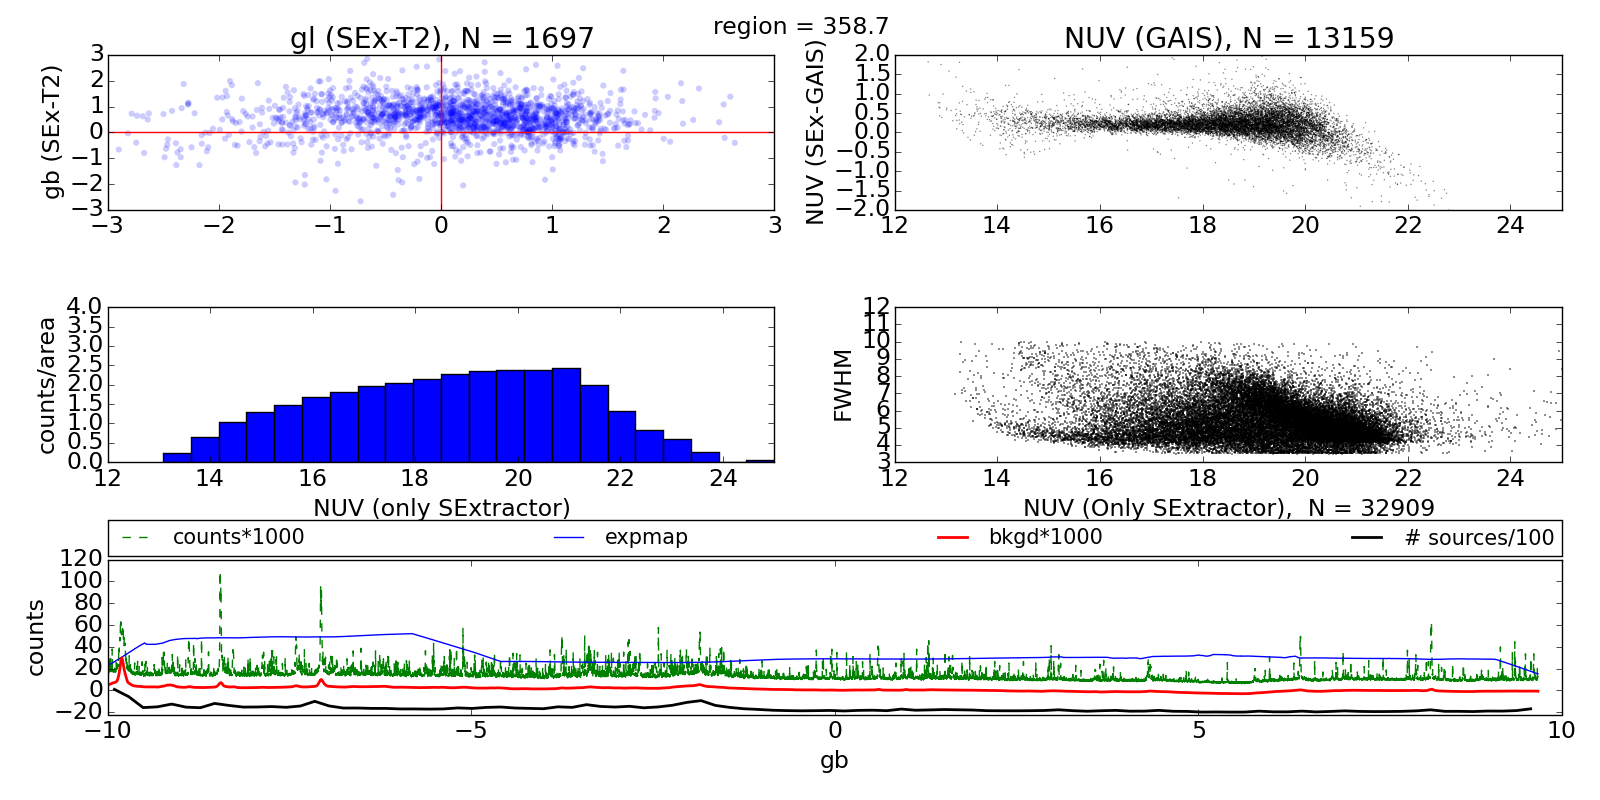 region = 358.7
gl (SEx-T2), N = 1697
NUV (GAIS), N = 13159
gb (SEx-T2)
3
2
1
0
−1
−2
−3
−3 −2 −1 0 1 2 3
NUV (SEx-GAIS)
2.0
1.5
1.0
0.5
0.0
−0.5
−1.0
−1.5
−2.0
12 14 16 18 20 22 24
counts/area
4.0
3.5
3.0
2.5
2.0
1.5
1.0
0.5
0.0
12 14 16 18 20 22 24
NUV (only SExtractor)
FWHM
12
11
10
9
8
7
6
5
4
3
12 14 16 18 20 22 24
NUV (Only SExtractor), N = 32909
counts*1000 expmap bkgd*1000 # sources/100
counts
120
100
80
60
40
20
0
−20
−10 −5 0 5 10
gb